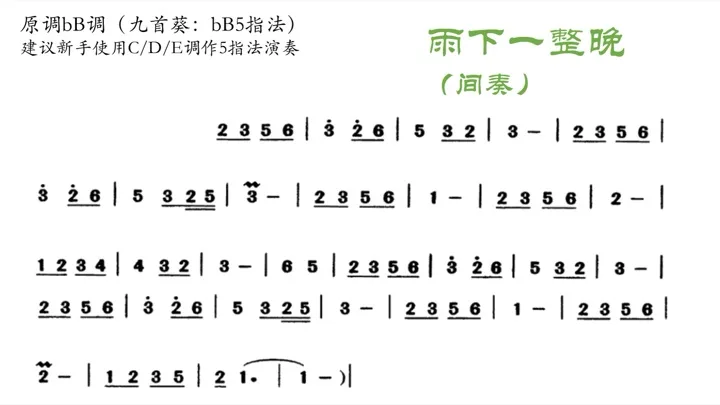 原调bB调（九首葵：bB5指法）
建议新手使用C/D/E调作5指法演奏
雨下一整晚
（间奏）
2 3 5 6 | 3̇ 2̇ 6 | 5 3 2 | 3 – | 2 3 5 6 |
3̇ 2̇ 6 | 5 3 2 5 | 3 – | 2 3 5 6 | 1 – | 2 3 5 6 | 2 – |
1 2 3 4 | 4 3 2 | 3 – | 6 5 | 2 3 5 6 | 3̇ 2̇ 6 | 5 3 2 | 3 – |
2 3 5 6 | 3̇ 2̇ 6 | 5 3 2 5 | 3 – | 2 3 5 6 | 1 – | 2 3 5 6 |
2 – | 1 2 3 5 | 2 1. | 1 – )|